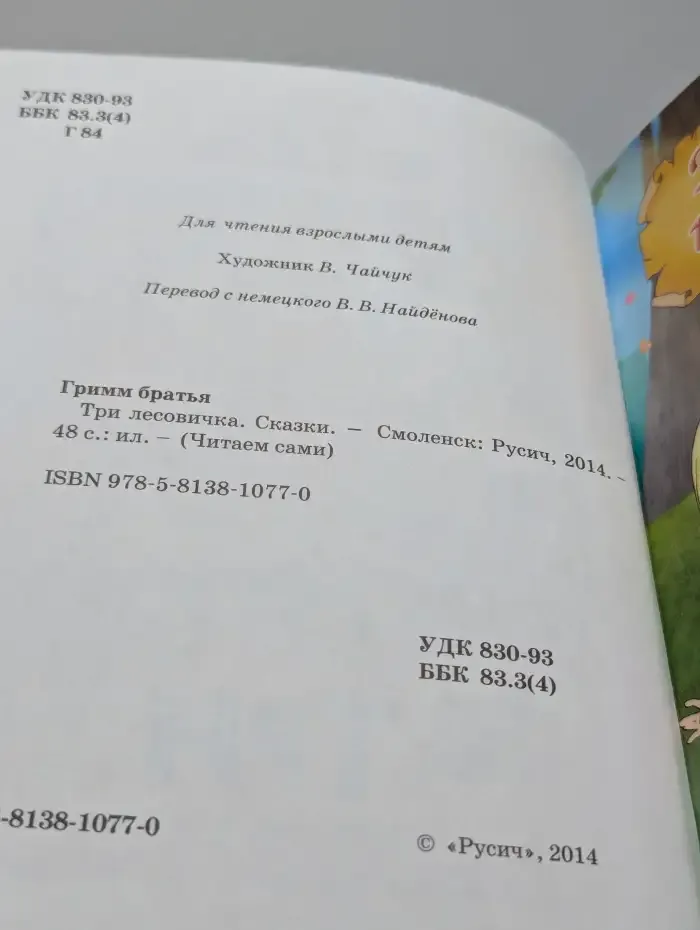 УДК 830-93
ББК 83.3(4)
Г 84
Для чтения взрослыми детям
Художник В. Чайчук
Перевод с немецкого В. В. Найдёнова
Гримм братья
Три лесовичка. Сказки. — Смоленск: Русич, 2014. -
48 с.: ил. – (Читаем сами)
ISBN 978-5-8138-1077-0
УДК 830-93
ББК 83.3(4)
-8138-1077-0
© «Русич», 2014